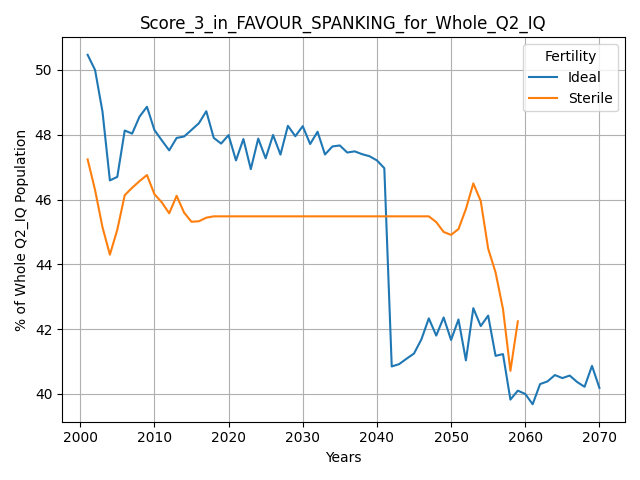 Score_3_in_FAVOUR_SPANKING_for_Whole_Q2_IQ
Fertility
Ideal
Sterile
% of Whole Q2_IQ Population
50
48
46
44
42
40
2000
2010
2020
2030
2040
2050
2060
2070
Years